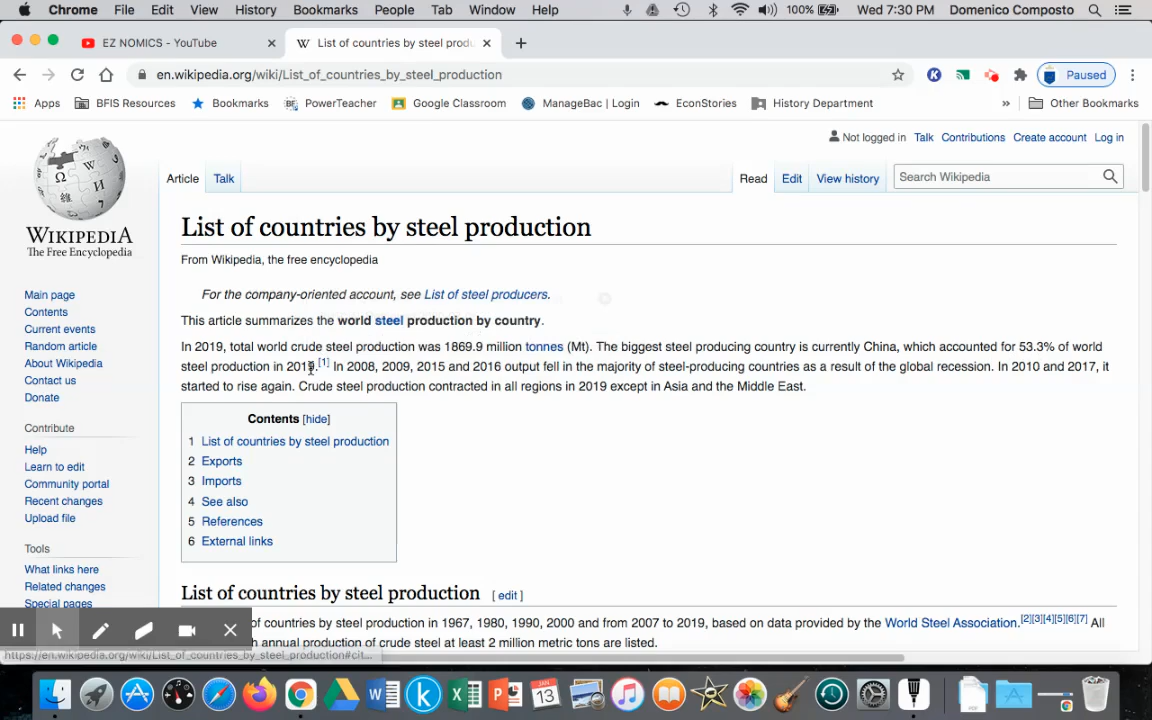 Chrome File Edit View History Bookmarks People Tab Window Help 100% Wed 7:30 PM Domenico Composto
EZ NOMICS - YouTube
List of countries by steel produ
en.wikipedia.org/wiki/List_of_countries_by_steel_production
Paused
Apps BFIS Resources Bookmarks PowerTeacher Google Classroom ManageBac | Login EconStories History Department » Other Bookmarks
Not logged in Talk Contributions Create account Log in
Article Talk Read Edit View history Search Wikipedia
WIKIPEDIA
The Free Encyclopedia
Main page
Contents
Current events
Random article
About Wikipedia
Contact us
Donate
Contribute
Help
Learn to edit
Community portal
Recent changes
Upload file
Tools
What links here
Related changes
Special pages
List of countries by steel production
From Wikipedia, the free encyclopedia
For the company-oriented account, see List of steel producers.
This article summarizes the world steel production by country.
In 2019, total world crude steel production was 1869.9 million tonnes (Mt). The biggest steel producing country is currently China, which accounted for 53.3% of world
steel production in 2019.[1] In 2008, 2009, 2015 and 2016 output fell in the majority of steel-producing countries as a result of the global recession. In 2010 and 2017, it
started to rise again. Crude steel production contracted in all regions in 2019 except in Asia and the Middle East.
Contents [hide]
1 List of countries by steel production
2 Exports
3 Imports
4 See also
5 References
6 External links
List of countries by steel production [ edit ]
of countries by steel production in 1967, 1980, 1990, 2000 and from 2007 to 2019, based on data provided by the World Steel Association.[2][3][4][5][6][7] All
h annual production of crude steel at least 2 million metric tons are listed.
https://en.wikipedia.org/wiki/List_of_countries_by_steel_production#cit...
JAN
13